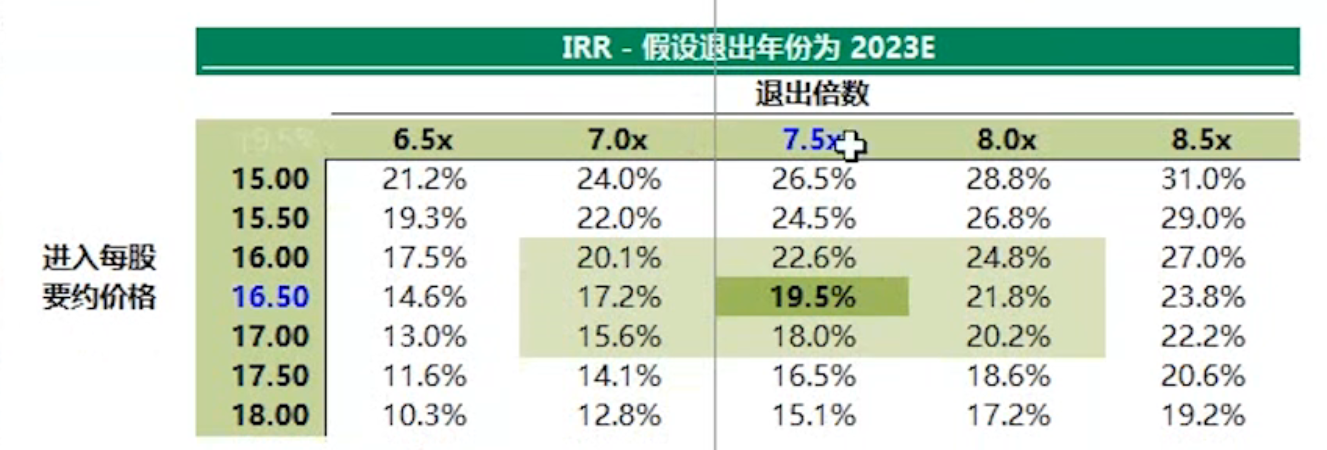 IRR - 假设退出年份为 2023E
退出倍数
19.5% 6.5x 7.0x 7.5x 8.0x 8.5x
15.00 21.2% 24.0% 26.5% 28.8% 31.0%
15.50 19.3% 22.0% 24.5% 26.8% 29.0%
进入每股 16.00 17.5% 20.1% 22.6% 24.8% 27.0%
要约价格 16.50 14.6% 17.2% 19.5% 21.8% 23.8%
17.00 13.0% 15.6% 18.0% 20.2% 22.2%
17.50 11.6% 14.1% 16.5% 18.6% 20.6%
18.00 10.3% 12.8% 15.1% 17.2% 19.2%